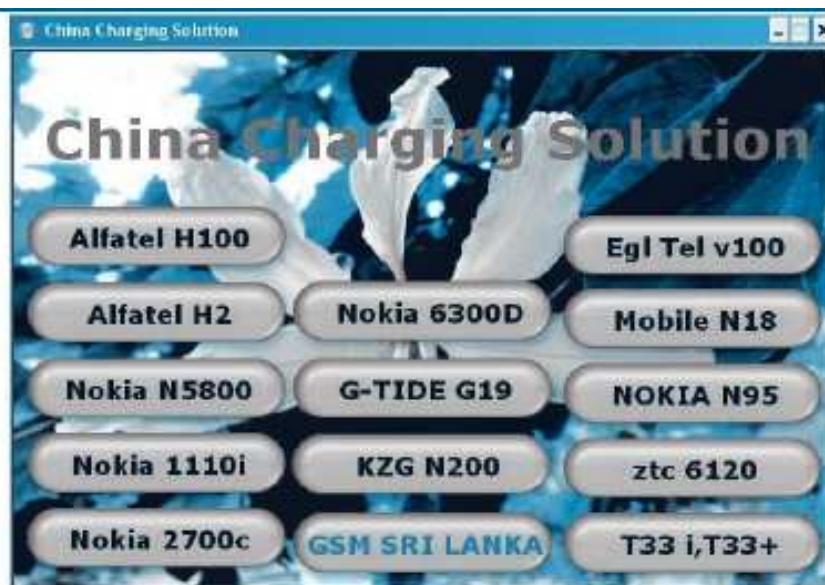 China Charging Solution
China Charging Solution
Alfatel H100
Egl Tel v100
Alfatel H2
Nokia 6300D
Mobile N18
Nokia N5800
G-TIDE G19
NOKIA N95
Nokia 1110i
KZG N200
ztc 6120
Nokia 2700c
GSM SRI LANKA
T33 i,T33+